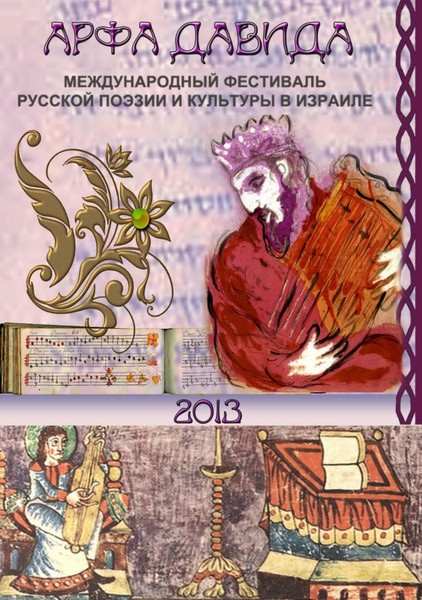 АРФА ДАВИДА
МЕЖДУНАРОДНЫЙ ФЕСТИВАЛЬ
РУССКОЙ ПОЭЗИИ И КУЛЬТУРЫ В ИЗРАИЛЕ
2013